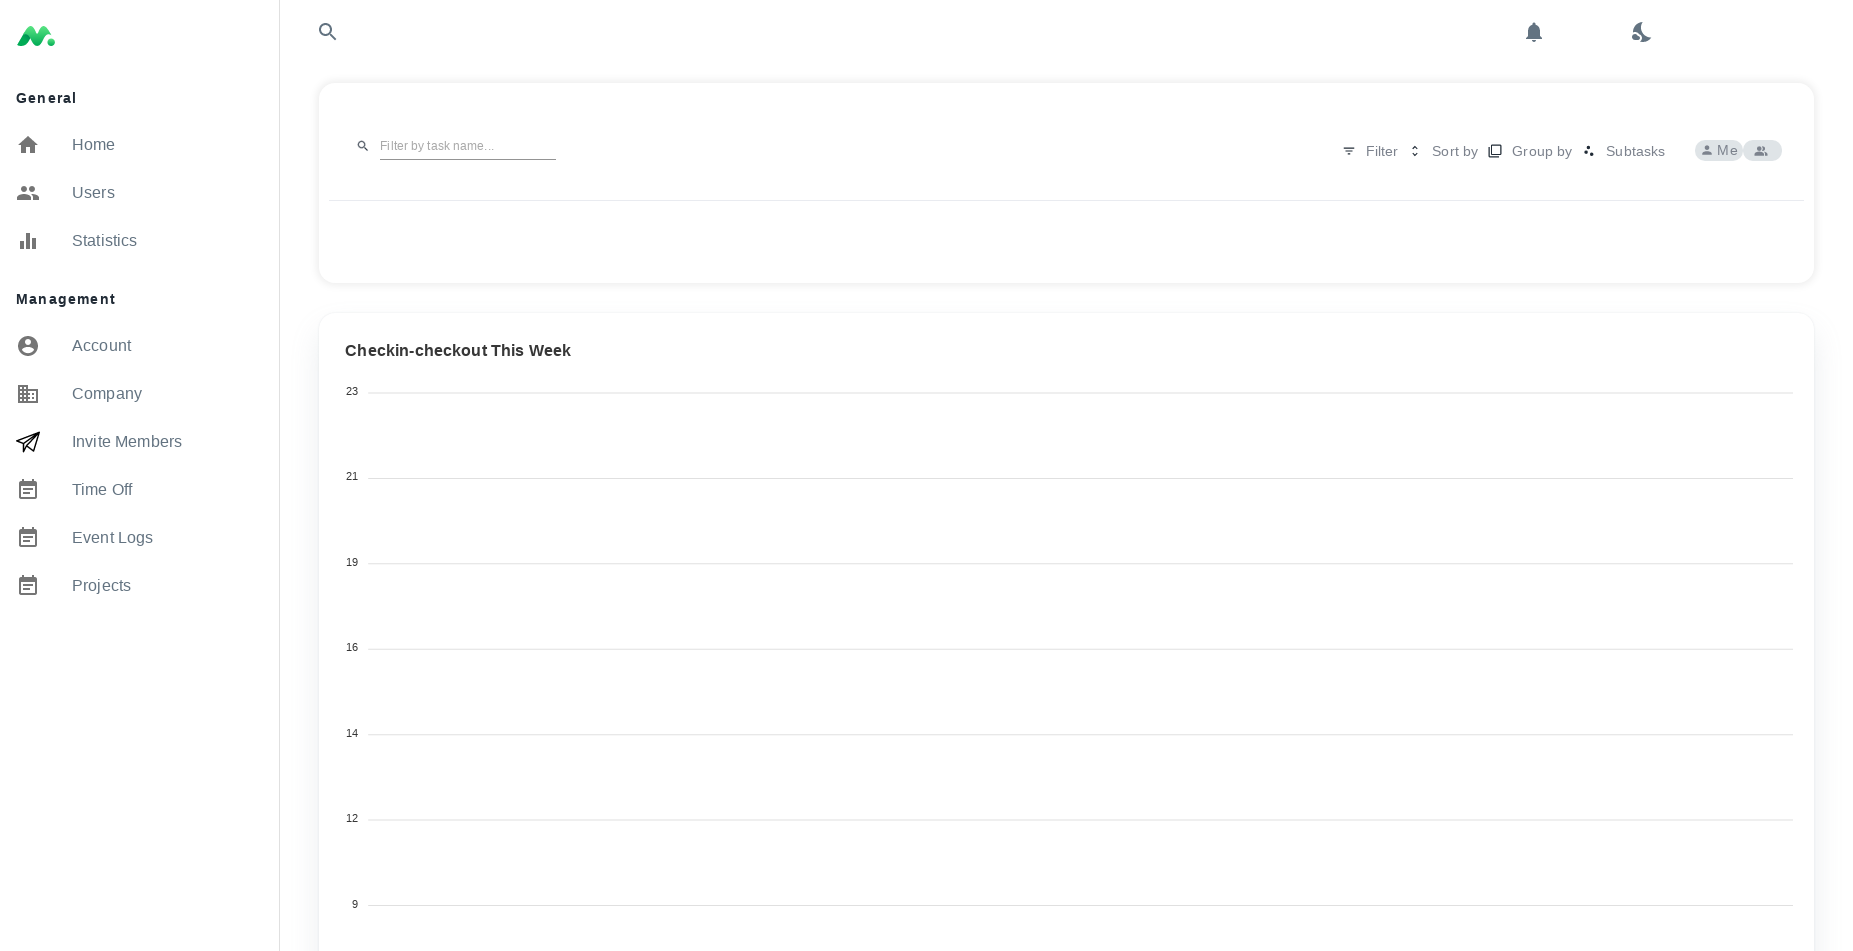 General
Home
Users
Statistics
Management
Account
Company
Invite Members
Time Off
Event Logs
Projects
Filter by task name...
Filter
Sort by
Group by
Subtasks
Me
Checkin-checkout This Week
23
21
19
16
14
12
9